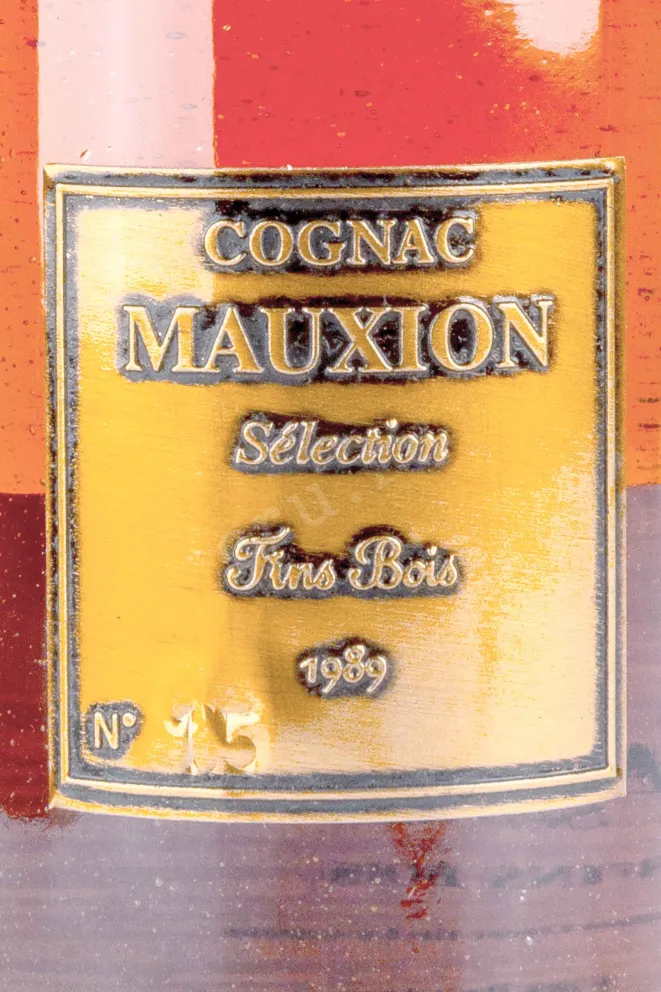 COGNAC
MAUXION
Sélection
Fins Bois
1989
N° 15